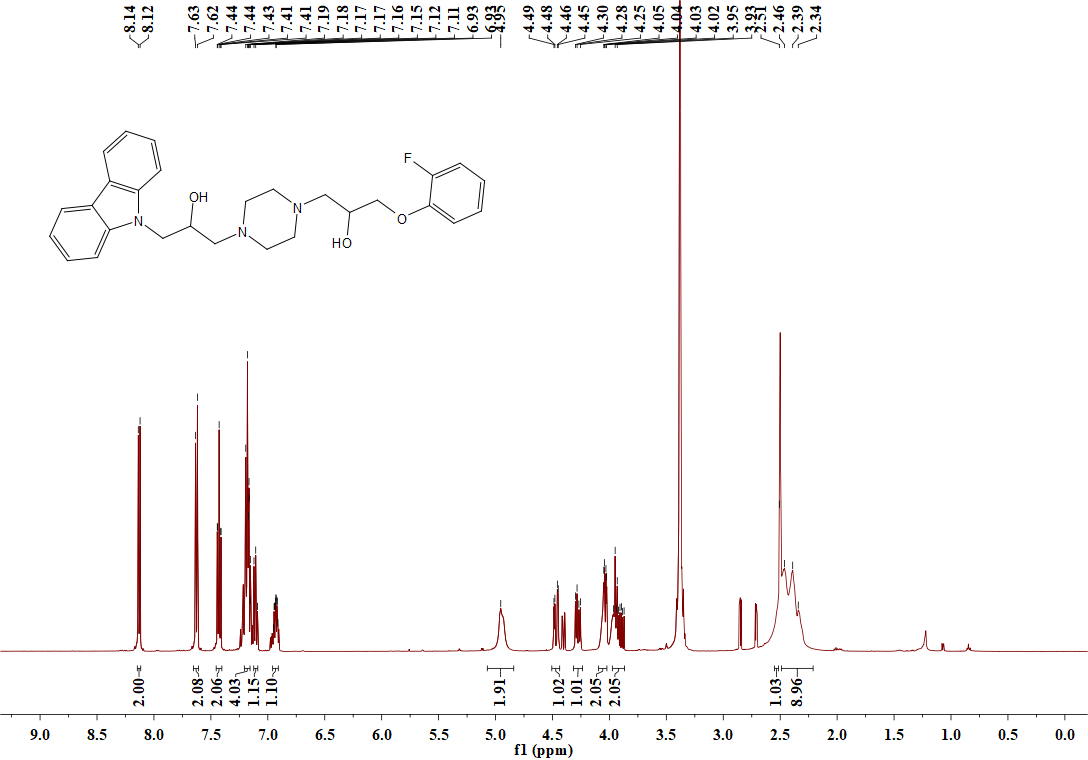 8.14 8.12 7.63 7.62 7.44 7.44 7.43 7.41 7.41 7.19 7.18 7.17 7.17 7.16 7.15 7.12 7.11 6.93 6.93 4.95 4.49 4.48 4.46 4.45 4.30 4.28 4.25 4.05 4.04 4.03 4.02 3.95 3.93 2.51 2.46 2.39 2.34
F
OH
N
N
N
O
HO
2.00 2.08 2.06 4.03 1.15 1.10 1.91 1.02 1.01 2.05 2.05 1.03 8.96
9.0 8.5 8.0 7.5 7.0 6.5 6.0 5.5 5.0 4.5 4.0 3.5 3.0 2.5 2.0 1.5 1.0 0.5 0.0
f1 (ppm)